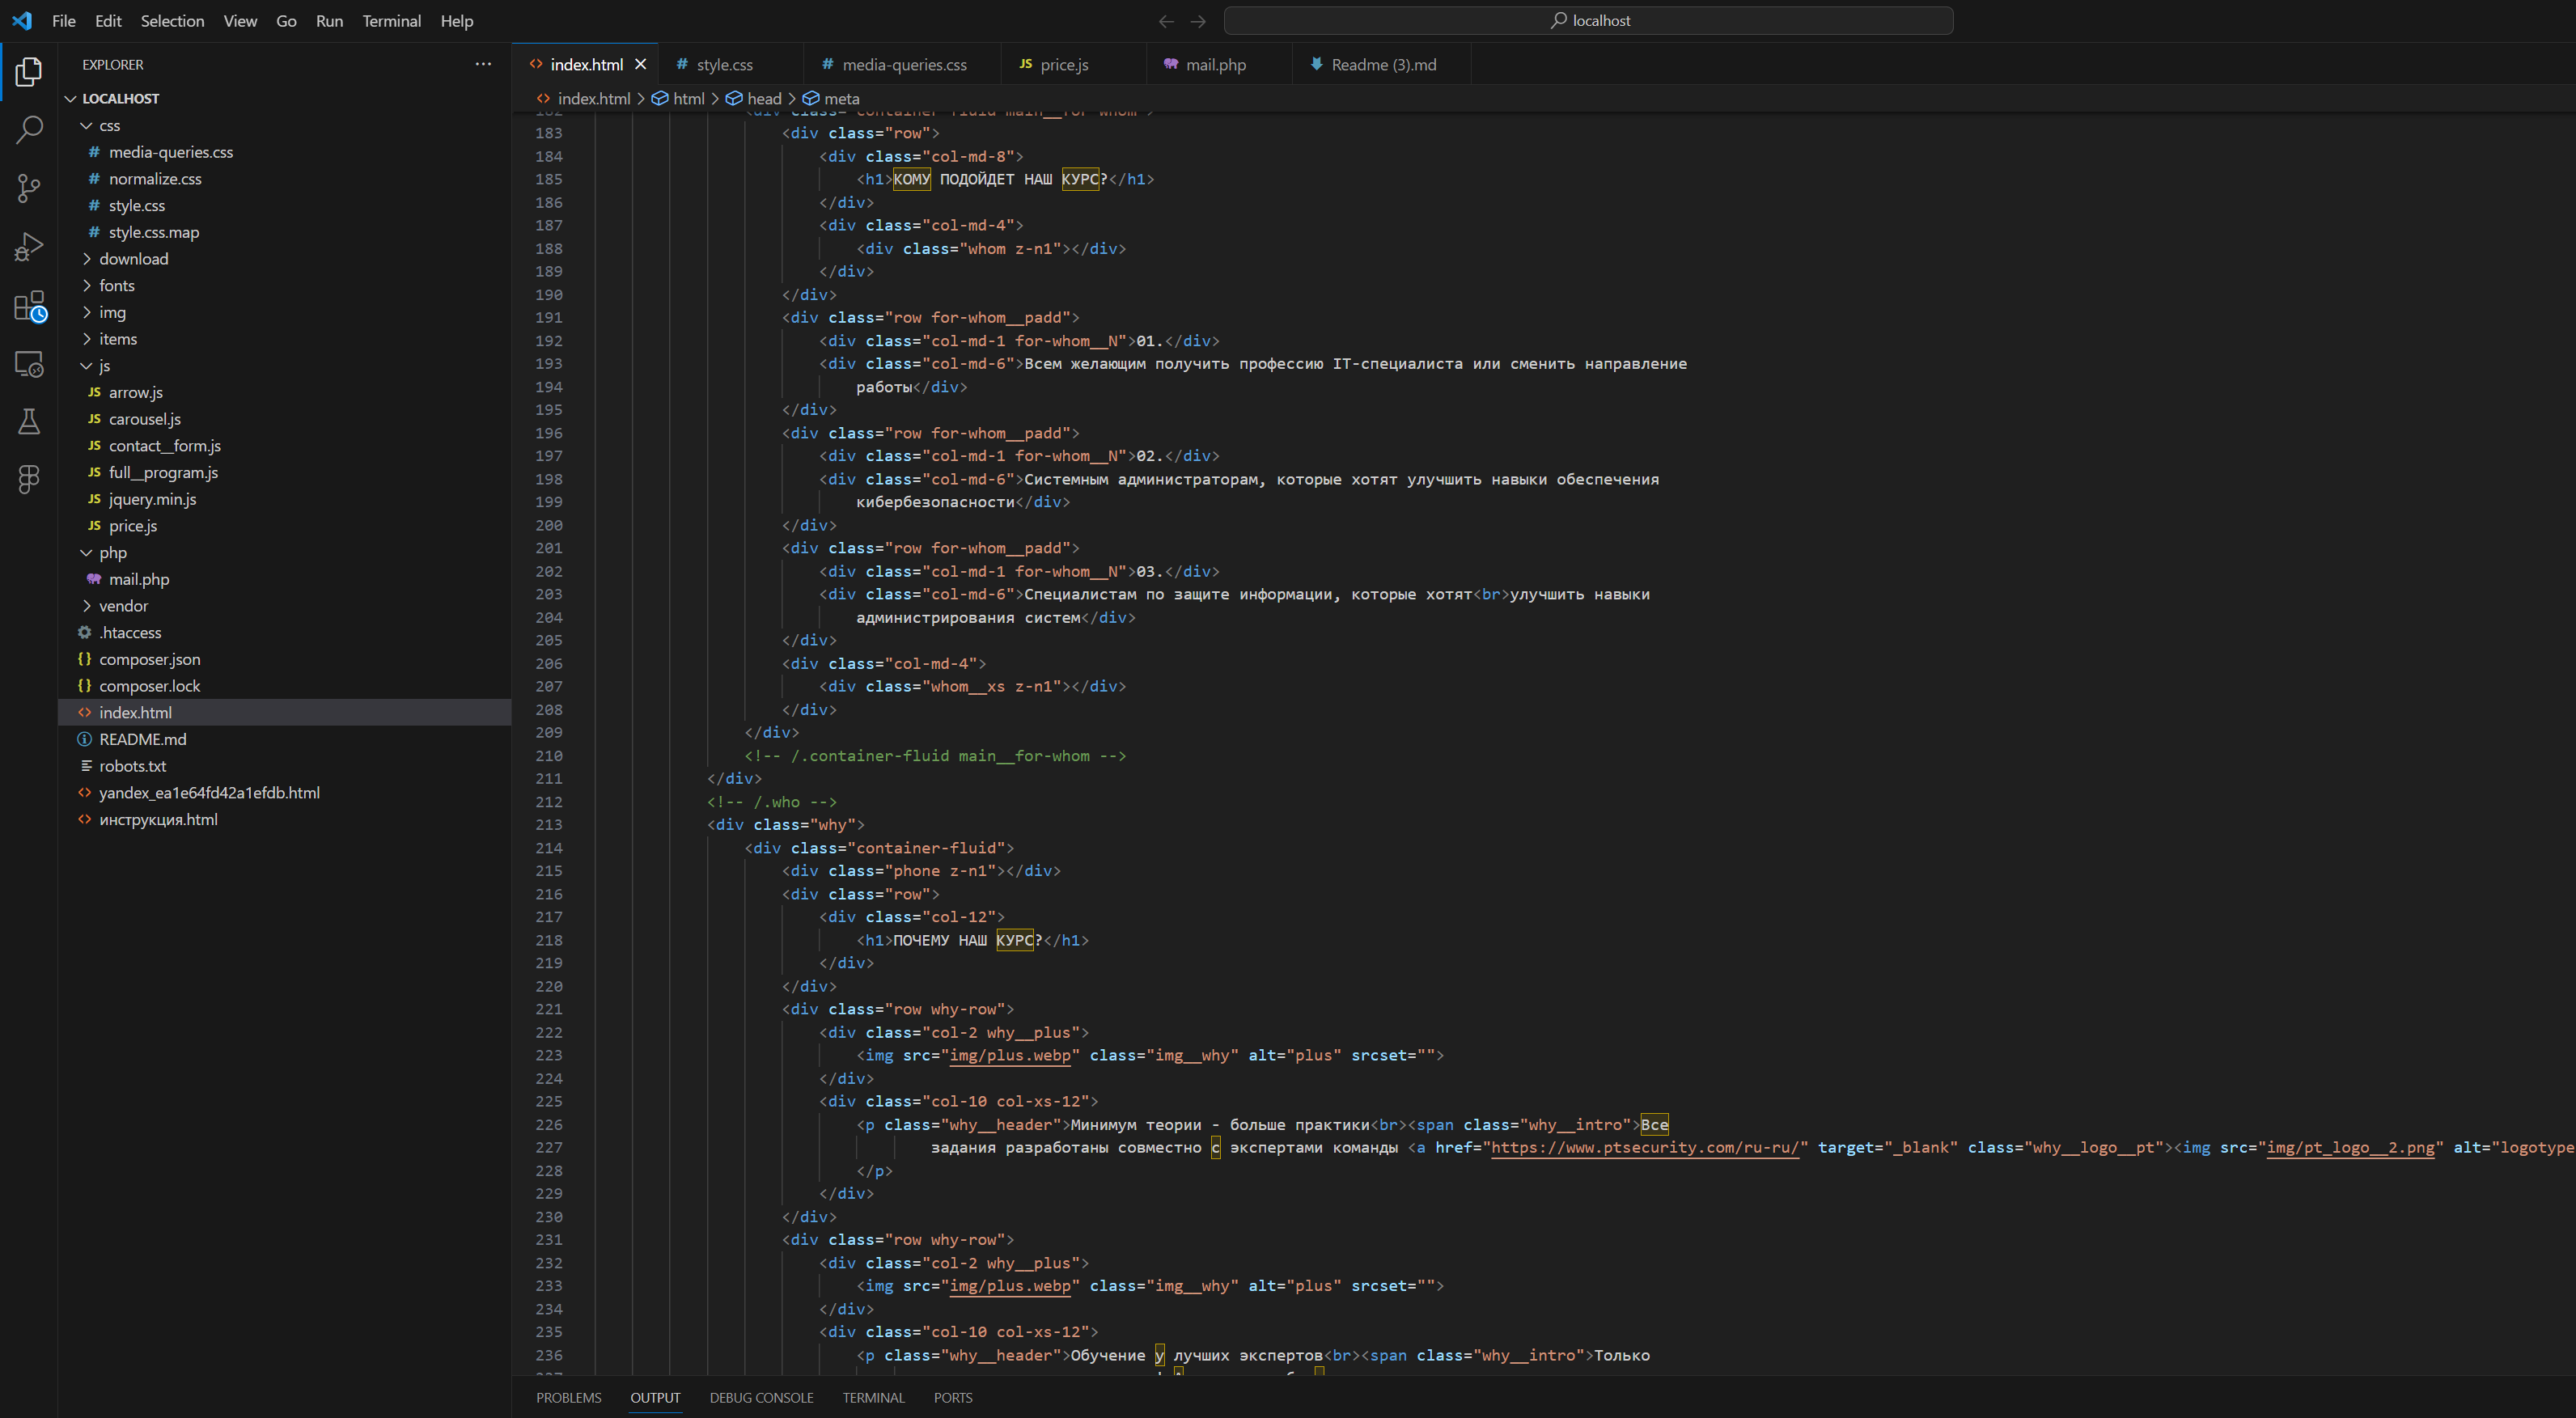 File Edit Selection View Go Run Terminal Help
localhost
EXPLORER
LOCALHOST
css
# media-queries.css
# normalize.css
# style.css
# style.css.map
download
fonts
img
items
js
JS arrow.js
JS carousel.js
JS contact__form.js
JS full__program.js
JS jquery.min.js
JS price.js
php
mail.php
vendor
.htaccess
{} composer.json
{} composer.lock
<> index.html
README.md
robots.txt
<> yandex_ea1e64fd42a1efdb.html
<> инструкция.html
<> index.html
# style.css
# media-queries.css
JS price.js
mail.php
Readme (3).md
<> index.html > html > head > meta
182 <div class="container-fluid main__for-whom">
183 <div class="row">
184 <div class="col-md-8">
185 <h1>КОМУ ПОДОЙДЕТ НАШ КУРС?</h1>
186 </div>
187 <div class="col-md-4">
188 <div class="whom z-n1"></div>
189 </div>
190 </div>
191 <div class="row for-whom__padd">
192 <div class="col-md-1 for-whom__N">01.</div>
193 <div class="col-md-6">Всем желающим получить профессию IT-специалиста или сменить направление
194 работы</div>
195 </div>
196 <div class="row for-whom__padd">
197 <div class="col-md-1 for-whom__N">02.</div>
198 <div class="col-md-6">Системным администраторам, которые хотят улучшить навыки обеспечения
199 кибербезопасности</div>
200 </div>
201 <div class="row for-whom__padd">
202 <div class="col-md-1 for-whom__N">03.</div>
203 <div class="col-md-6">Специалистам по защите информации, которые хотят<br>улучшить навыки
204 администрирования систем</div>
205 </div>
206 <div class="col-md-4">
207 <div class="whom__xs z-n1"></div>
208 </div>
209 </div>
210 <!-- /.container-fluid main__for-whom -->
211 </div>
212 <!-- /.who -->
213 <div class="why">
214 <div class="container-fluid">
215 <div class="phone z-n1"></div>
216 <div class="row">
217 <div class="col-12">
218 <h1>ПОЧЕМУ НАШ КУРС?</h1>
219 </div>
220 </div>
221 <div class="row why-row">
222 <div class="col-2 why__plus">
223 <img src="img/plus.webp" class="img__why" alt="plus" srcset="">
224 </div>
225 <div class="col-10 col-xs-12">
226 <p class="why__header">Минимум теории - больше практики<br><span class="why__intro">Все
227 задания разработаны совместно с экспертами команды <a href="https://www.ptsecurity.com/ru-ru/" target="_blank" class="why__logo__pt"><img src="img/pt_logo__2.png" alt="logotype
228 </p>
229 </div>
230 </div>
231 <div class="row why-row">
232 <div class="col-2 why__plus">
233 <img src="img/plus.webp" class="img__why" alt="plus" srcset="">
234 </div>
235 <div class="col-10 col-xs-12">
236 <p class="why__header">Обучение у лучших экспертов<br><span class="why__intro">Только
PROBLEMS OUTPUT DEBUG CONSOLE TERMINAL PORTS